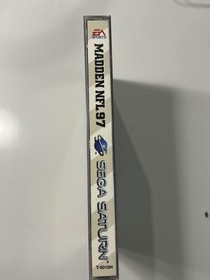 EA
SPORTS
MADDEN NFL 97
SEGA SATURN
T-5010H